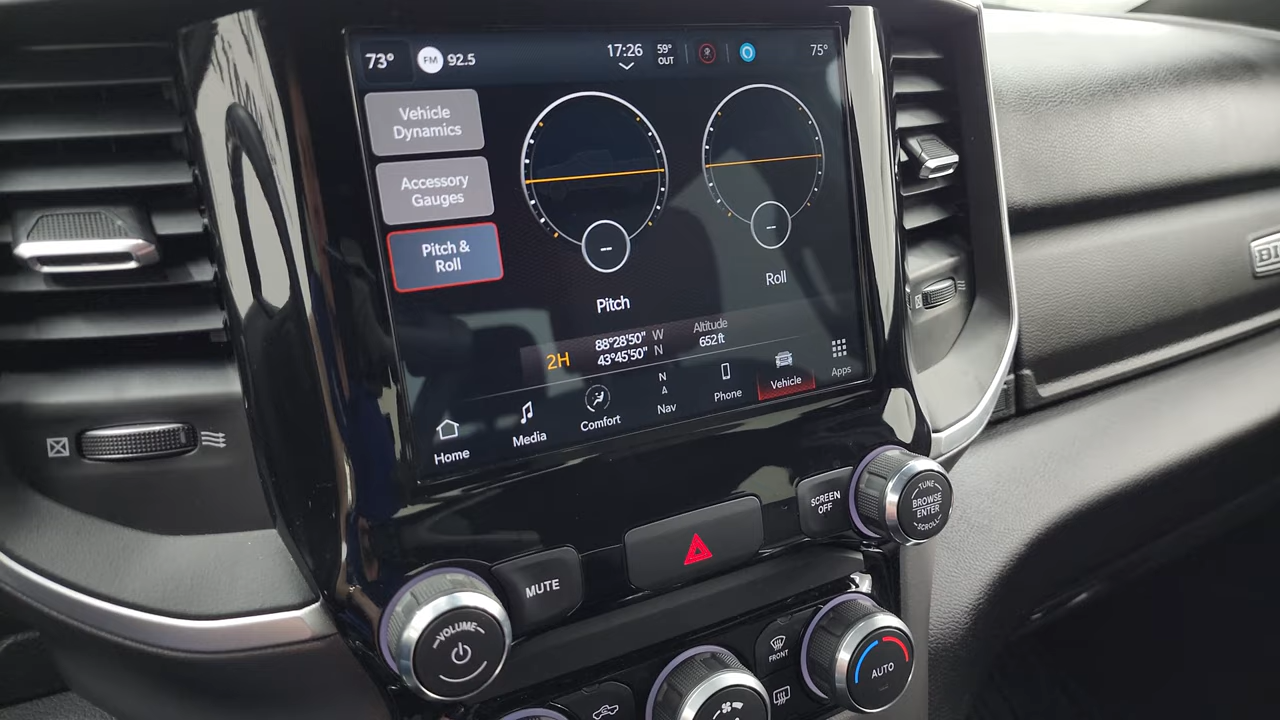 73°
FM 92.5
17:26
59°
OUT
75°
Vehicle
Dynamics
Accessory
Gauges
Pitch &
Roll
--
--
Pitch
Roll
2H
88°28'50" W
43°45'50" N
Altitude
652ft
Home
Media
Comfort
N
Nav
Phone
Vehicle
Apps
SCREEN
OFF
TUNE
BROWSE
ENTER
SCROLL
MUTE
VOLUME
FRONT
AUTO